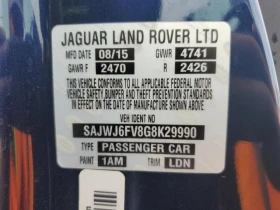 JAGUAR LAND ROVER LTD
MFD DATE 08/15 GVWR 4741
GAWR F 2470 R 2426
THIS VEHICLE CONFORMS TO ALL APPLICABLE FEDERAL MOTOR
VEHICLE SAFETY, BUMPER AND THEFT PREVENTION STANDARDS
IN EFFECT ON THE DATE OF MANUFACTURE SHOWN ABOVE
VEH IDENT NO
SAJWJ6FV8G8K29990
TYPE PASSENGER CAR
PAINT 1AM TRIM LDN